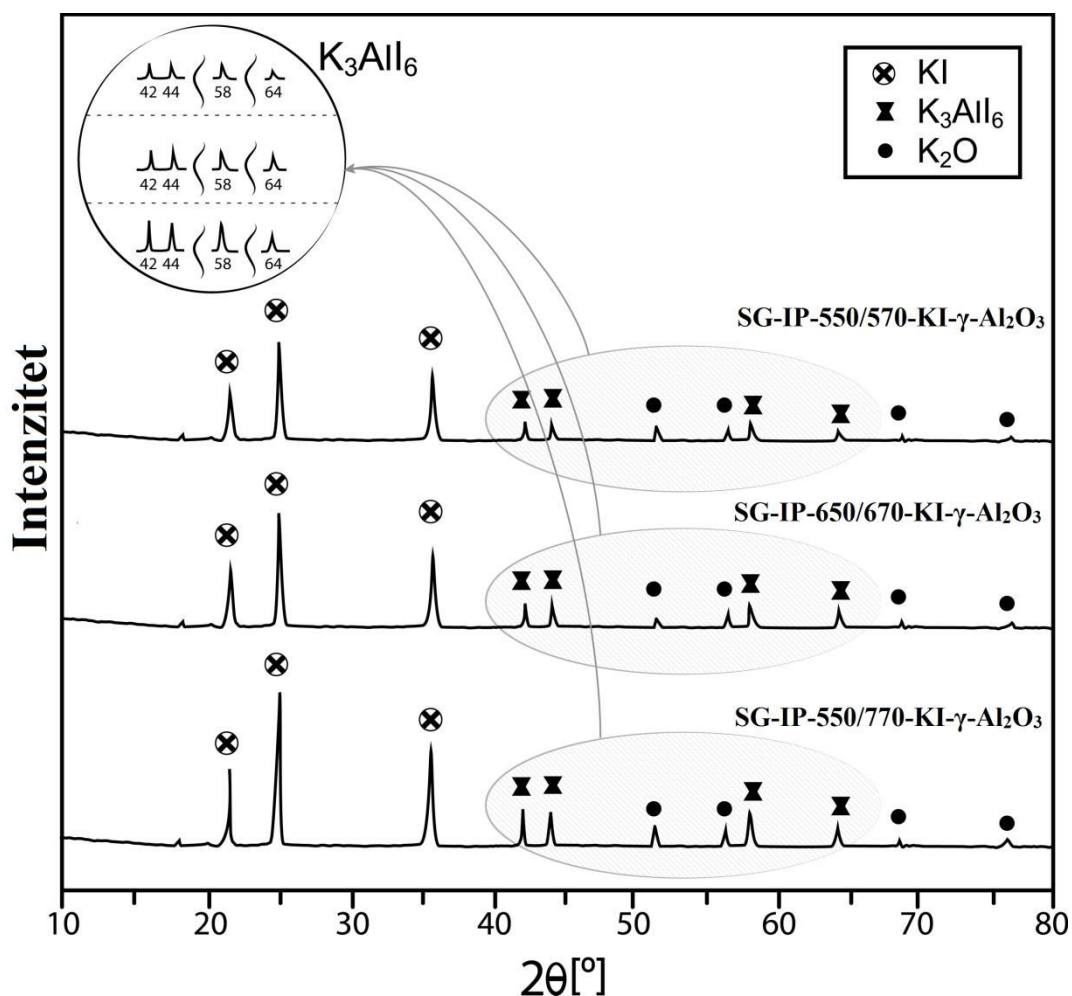 K₃AlI₆
42 44 58 64
42 44 58 64
42 44 58 64
KI
K₃AlI₆
K₂O
SG-IP-550/570-KI-γ-Al₂O₃
SG-IP-650/670-KI-γ-Al₂O₃
SG-IP-550/770-KI-γ-Al₂O₃
Intenzitet
10 20 30 40 50 60 70 80
2θ[º]